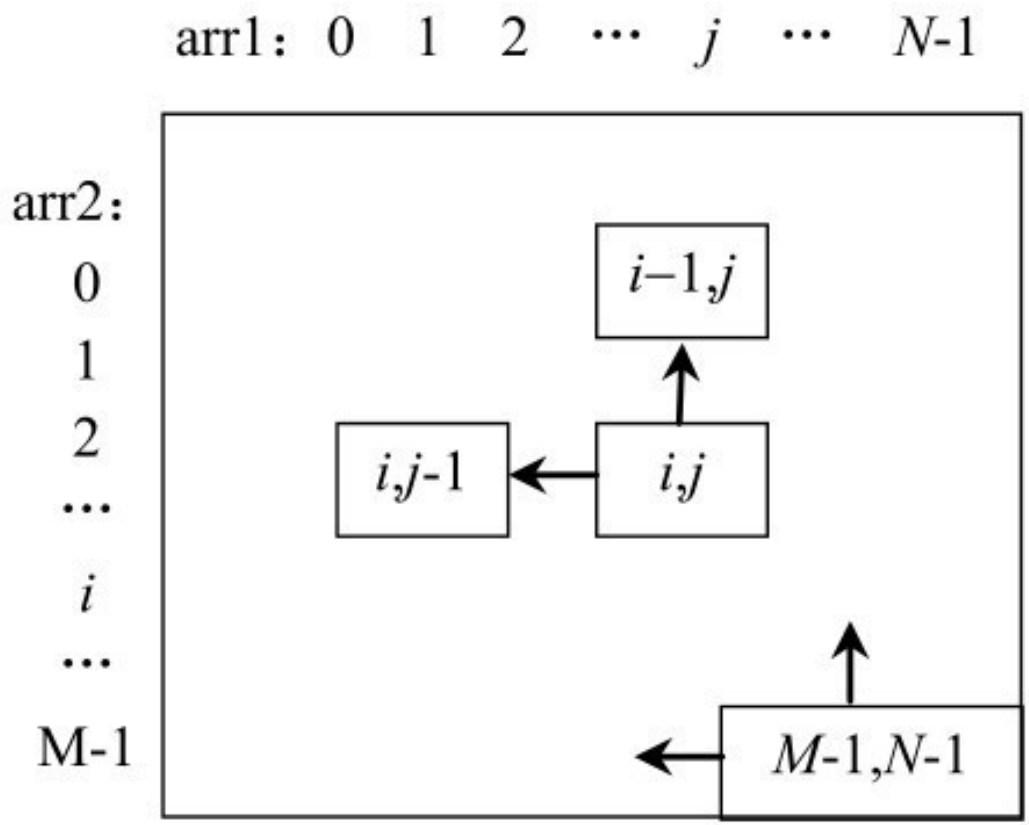 arr1：0 1 2 … j … N-1
arr2：
0
i−1,j
1
2
i,j-1 i,j
…
i
…
M-1 M-1,N-1